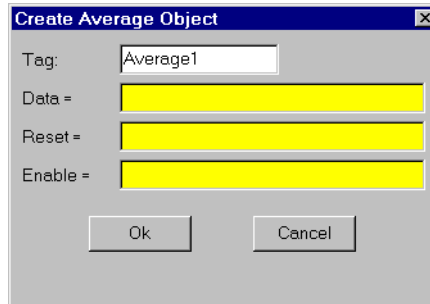 Create Average Object
Tag: Average1
Data =
Reset =
Enable =
Ok Cancel